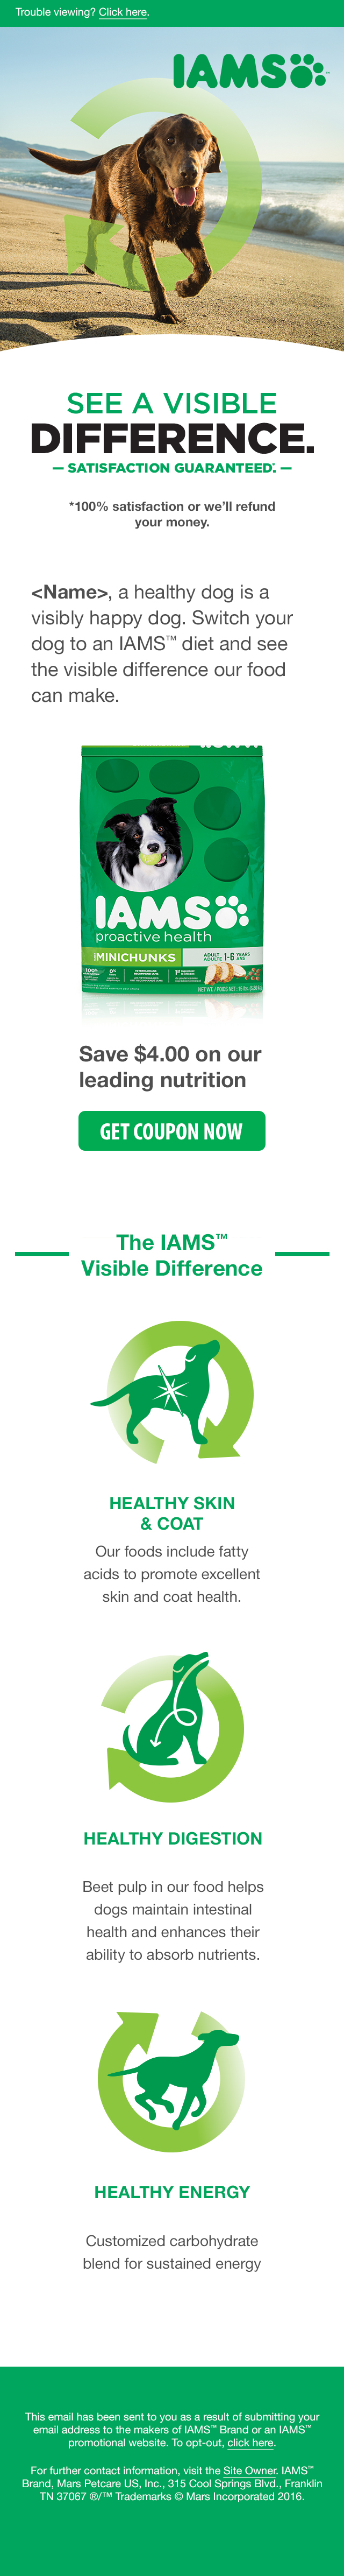 Trouble viewing? Click here.
IAMS™
SEE A VISIBLE
DIFFERENCE.
— SATISFACTION GUARANTEED*. —
*100% satisfaction or we’ll refund
your money.
<Name>, a healthy dog is a
visibly happy dog. Switch your
dog to an IAMS™ diet and see
the visible difference our food
can make.
IAMS
proactive health
MINICHUNKS
ADULT
ADULTE 1-6 YEARS
ANS
100%
0%
Save $4.00 on our
leading nutrition
GET COUPON NOW
The IAMS™
Visible Difference
HEALTHY SKIN
& COAT
Our foods include fatty
acids to promote excellent
skin and coat health.
HEALTHY DIGESTION
Beet pulp in our food helps
dogs maintain intestinal
health and enhances their
ability to absorb nutrients.
HEALTHY ENERGY
Customized carbohydrate
blend for sustained energy
This email has been sent to you as a result of submitting your
email address to the makers of IAMS™ Brand or an IAMS™
promotional website. To opt-out, click here.
For further contact information, visit the Site Owner. IAMS™
Brand, Mars Petcare US, Inc., 315 Cool Springs Blvd., Franklin
TN 37067 ®/™ Trademarks © Mars Incorporated 2016.